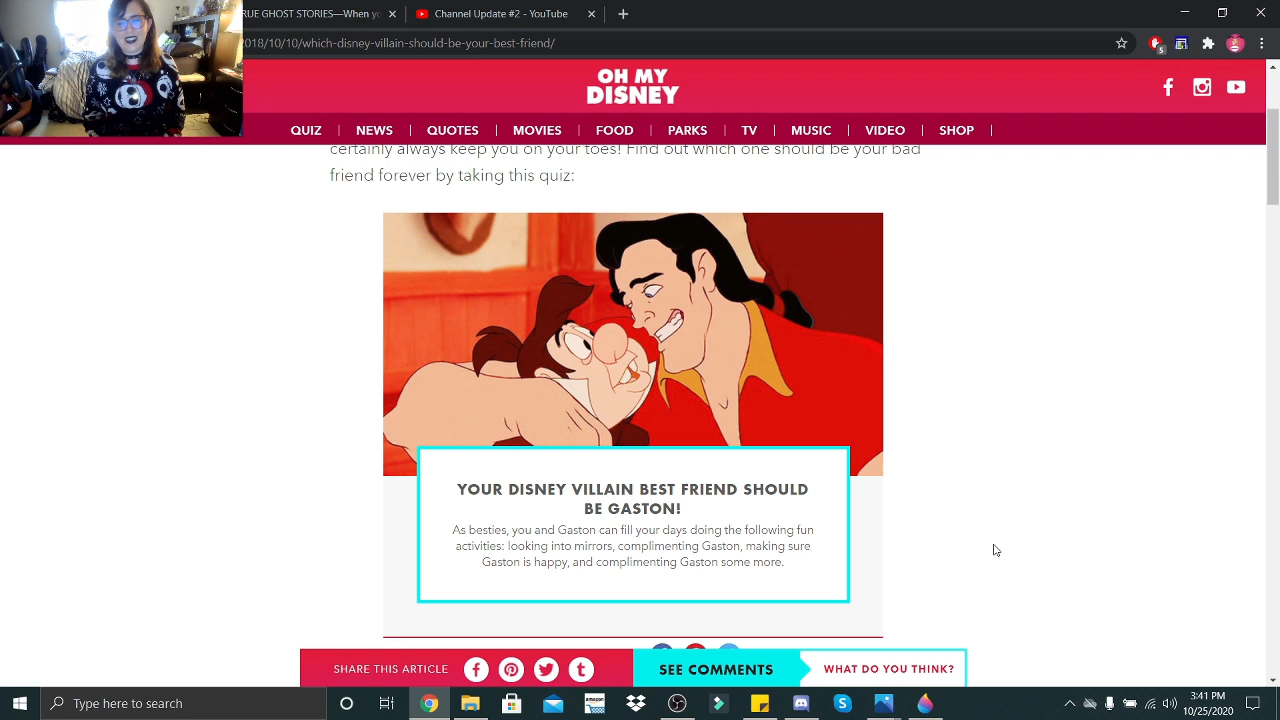 RUE GHOST STORIES—When yo
Channel Update #2 - YouTube
2018/10/10/which-disney-villain-should-be-your-best-friend/
5
OH MY
DISNEY
QUIZ NEWS QUOTES MOVIES FOOD PARKS TV MUSIC VIDEO SHOP
certainly always keep you on your toes! Find out which one should be your bad
friend forever by taking this quiz:
YOUR DISNEY VILLAIN BEST FRIEND SHOULD
BE GASTON!
As besties, you and Gaston can fill your days doing the following fun
activities: looking into mirrors, complimenting Gaston, making sure
Gaston is happy, and complimenting Gaston some more.
SHARE THIS ARTICLE
SEE COMMENTS
WHAT DO YOU THINK?
Type here to search
amazon
3:41 PM
10/25/2020